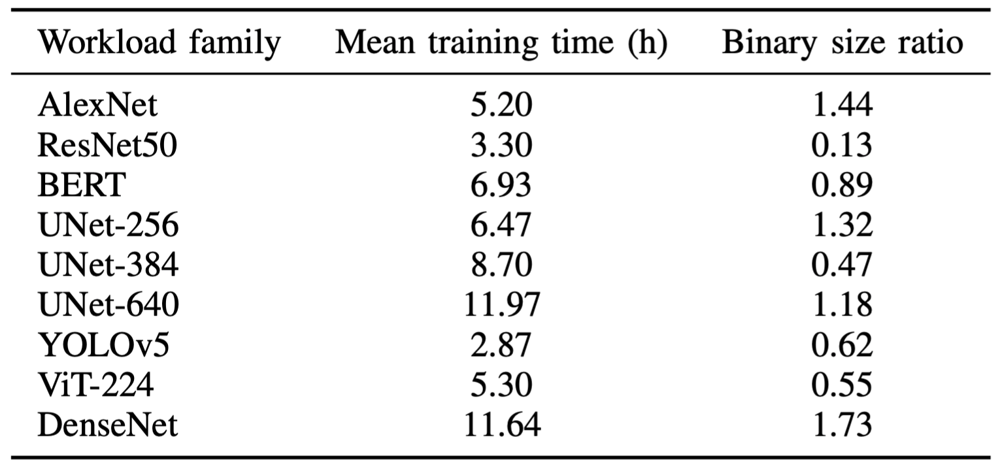 Workload family Mean training time (h) Binary size ratio
AlexNet 5.20 1.44
ResNet50 3.30 0.13
BERT 6.93 0.89
UNet-256 6.47 1.32
UNet-384 8.70 0.47
UNet-640 11.97 1.18
YOLOv5 2.87 0.62
ViT-224 5.30 0.55
DenseNet 11.64 1.73